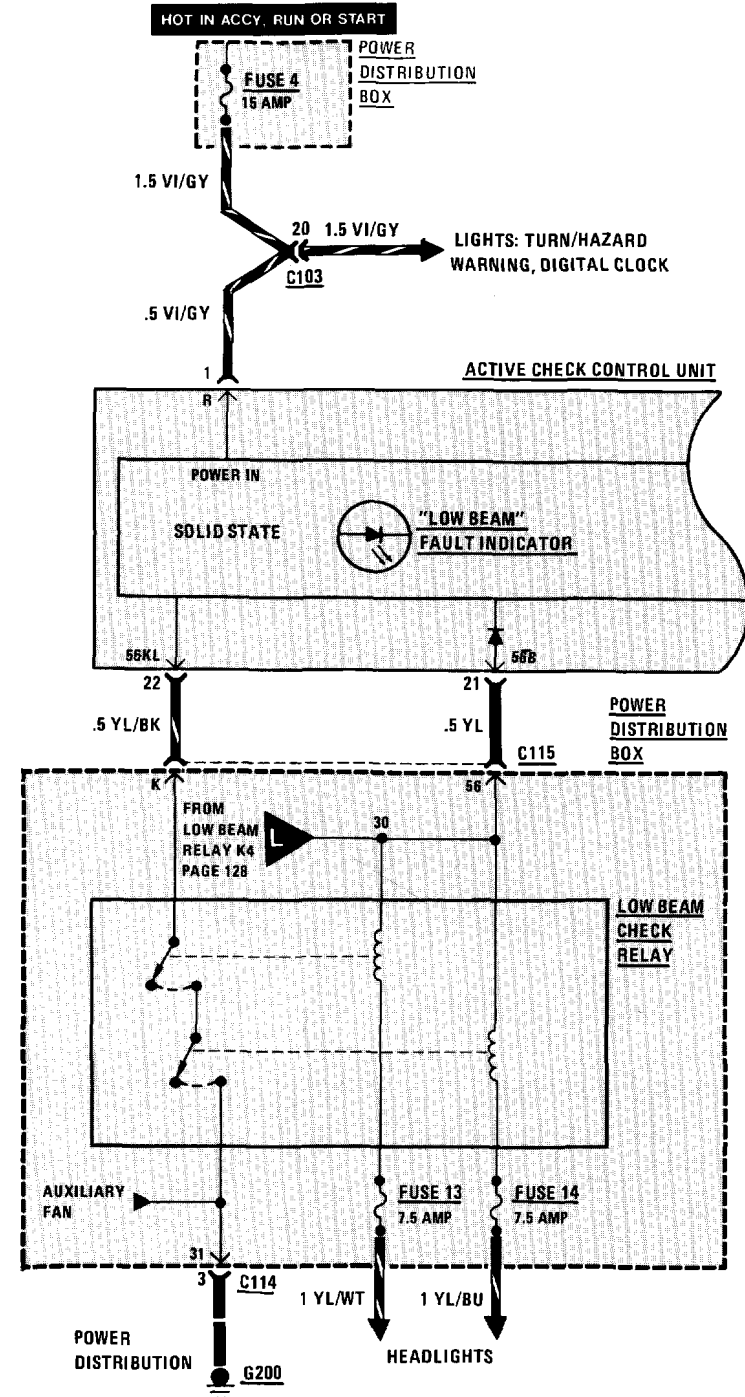 HOT IN ACCY, RUN OR START
POWER
DISTRIBUTION
BOX
FUSE 4
15 AMP
1.5 VI/GY
20 1.5 VI/GY
LIGHTS: TURN/HAZARD
WARNING, DIGITAL CLOCK
C103
.5 VI/GY
1
ACTIVE CHECK CONTROL UNIT
R
POWER IN
SOLID STATE
"LOW BEAM"
FAULT INDICATOR
56KL
56B
22
21
.5 YL/BK
.5 YL
POWER
DISTRIBUTION
BOX
C115
K
56
FROM
LOW BEAM
RELAY K4
PAGE 128
L
30
LOW BEAM
CHECK
RELAY
AUXILIARY
FAN
FUSE 13
7.5 AMP
FUSE 14
7.5 AMP
31
3
C114
1 YL/WT
1 YL/BU
POWER
DISTRIBUTION
G200
HEADLIGHTS